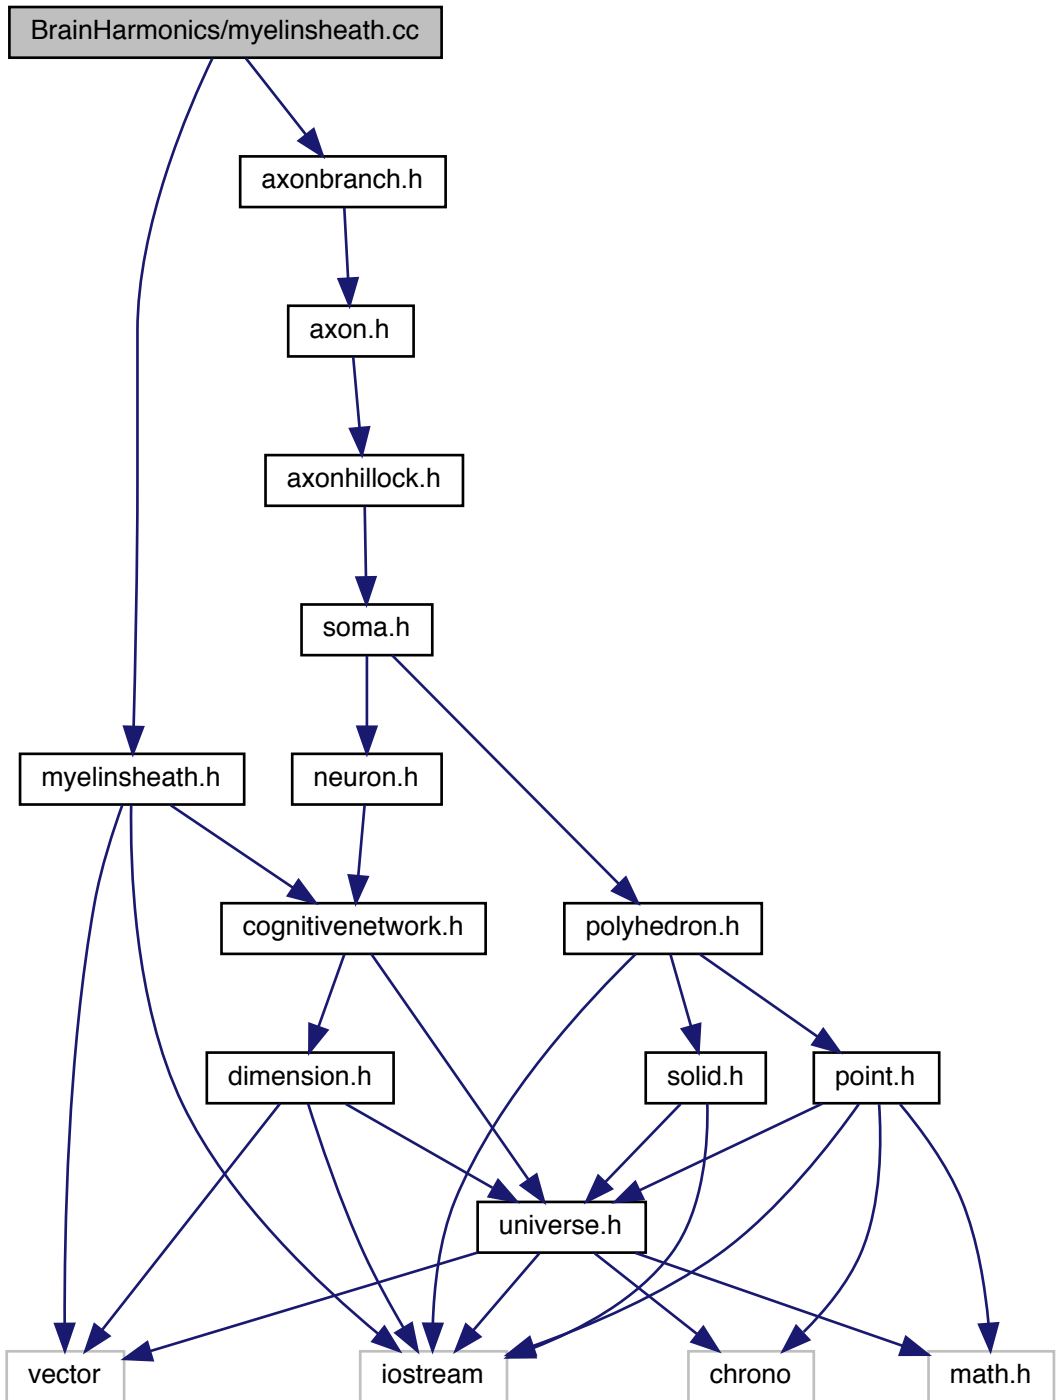 BrainHarmonics/myelinsheath.cc
axonbranch.h
axon.h
axonhillock.h
soma.h
myelinsheath.h
neuron.h
cognitivenetwork.h
polyhedron.h
dimension.h
solid.h
point.h
universe.h
vector
iostream
chrono
math.h